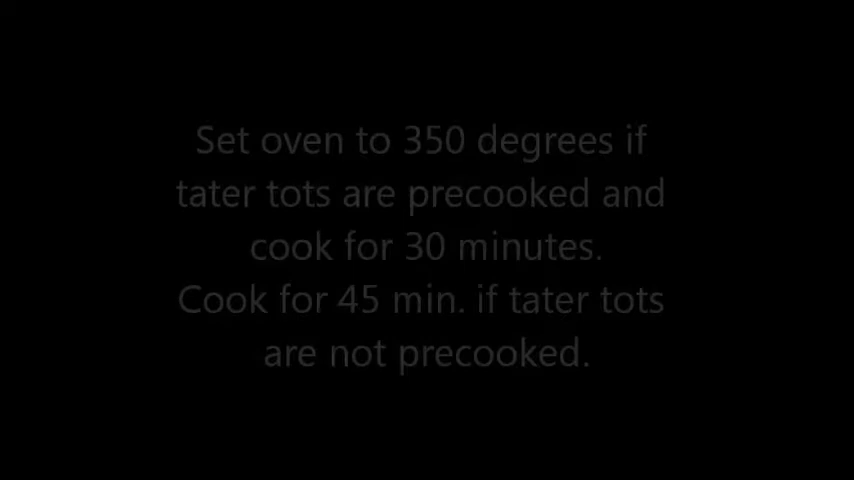 Set oven to 350 degrees if
tater tots are precooked and
cook for 30 minutes.
Cook for 45 min. if tater tots
are not precooked.